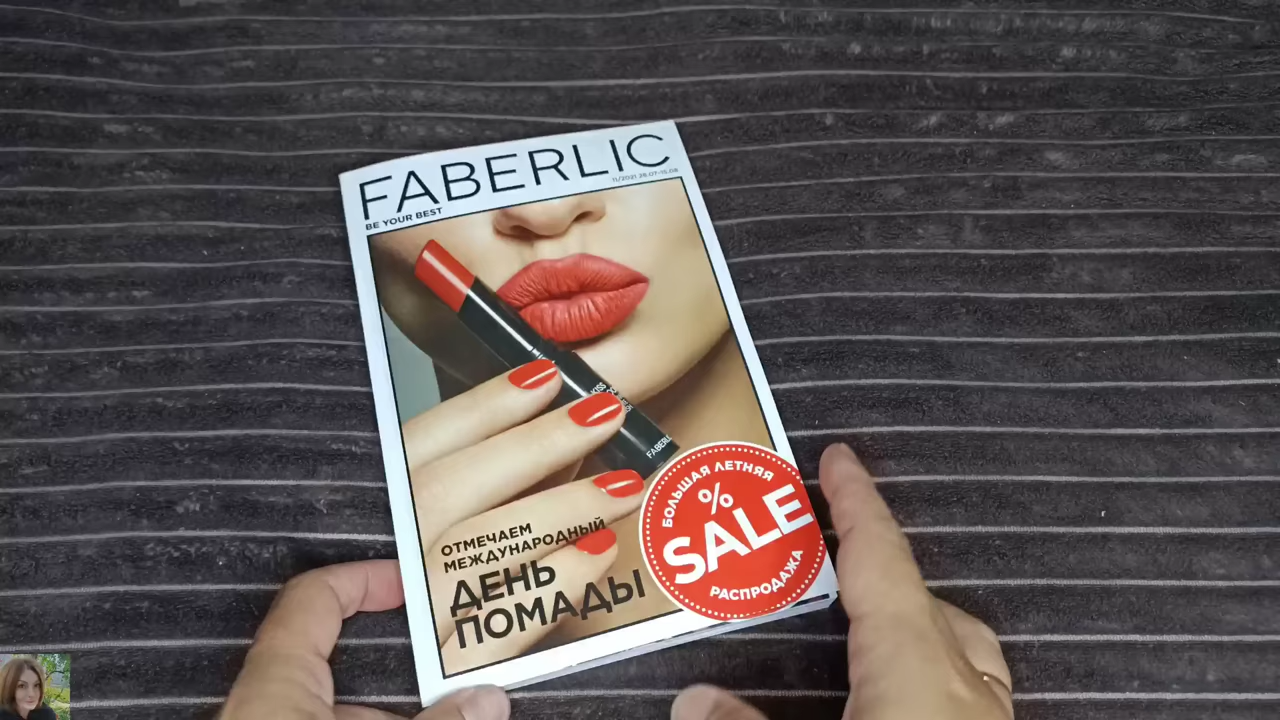 FABERLIC
BE YOUR BEST
11/2021 26.07-15.08
KISS
FABERLIC
БОЛЬШАЯ ЛЕТНЯЯ
%
SALE
РАСПРОДАЖА
ОТМЕЧАЕМ
МЕЖДУНАРОДНЫЙ
ДЕНЬ
ПОМАДЫ